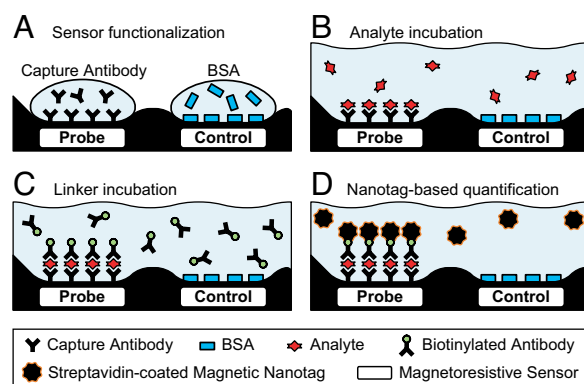 A Sensor functionalization
Capture Antibody BSA
Probe Control
B Analyte incubation
Probe Control
C Linker incubation
Probe Control
D Nanotag-based quantification
Probe Control
Capture Antibody BSA Analyte Biotinylated Antibody
Streptavidin-coated Magnetic Nanotag Magnetoresistive Sensor